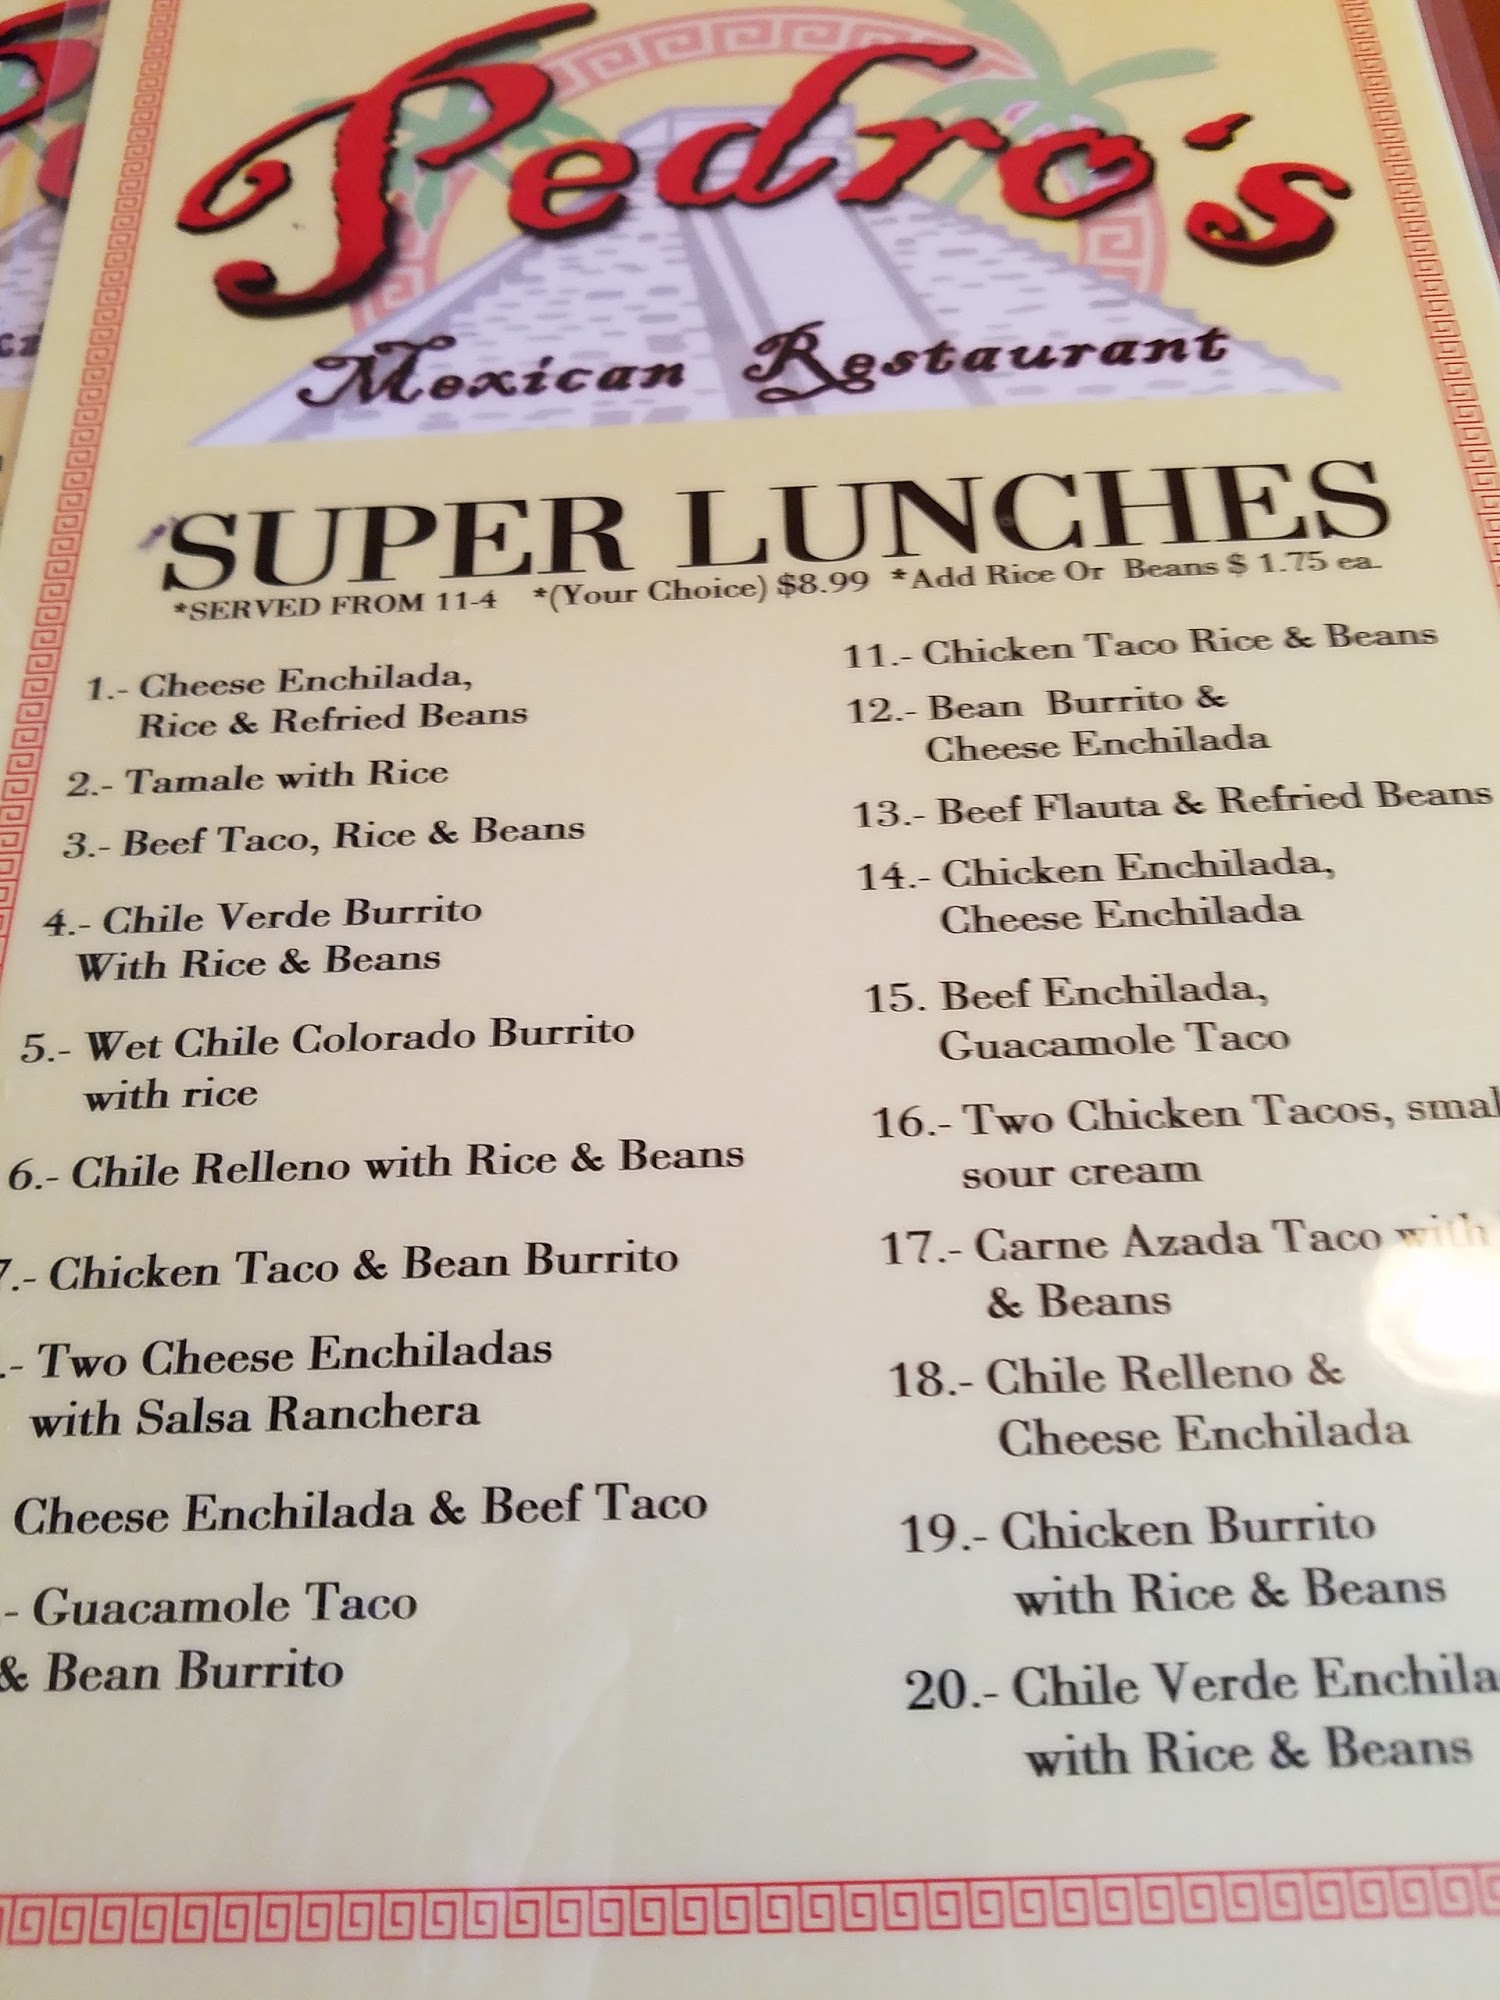 Pedro's
Mexican Restaurant
SUPER LUNCHES
*SERVED FROM 11-4 *(Your Choice) $8.99 *Add Rice Or Beans $ 1.75 ea.
1.- Cheese Enchilada,
Rice & Refried Beans
2.- Tamale with Rice
3.- Beef Taco, Rice & Beans
4.- Chile Verde Burrito
With Rice & Beans
5.- Wet Chile Colorado Burrito
with rice
6.- Chile Relleno with Rice & Beans
7.- Chicken Taco & Bean Burrito
.- Two Cheese Enchiladas
with Salsa Ranchera
Cheese Enchilada & Beef Taco
.- Guacamole Taco
& Bean Burrito
11.- Chicken Taco Rice & Beans
12.- Bean Burrito &
Cheese Enchilada
13.- Beef Flauta & Refried Beans
14.- Chicken Enchilada,
Cheese Enchilada
15. Beef Enchilada,
Guacamole Taco
16.- Two Chicken Tacos, smal
sour cream
17.- Carne Azada Taco with
& Beans
18.- Chile Relleno &
Cheese Enchilada
19.- Chicken Burrito
with Rice & Beans
20.- Chile Verde Enchila
with Rice & Beans